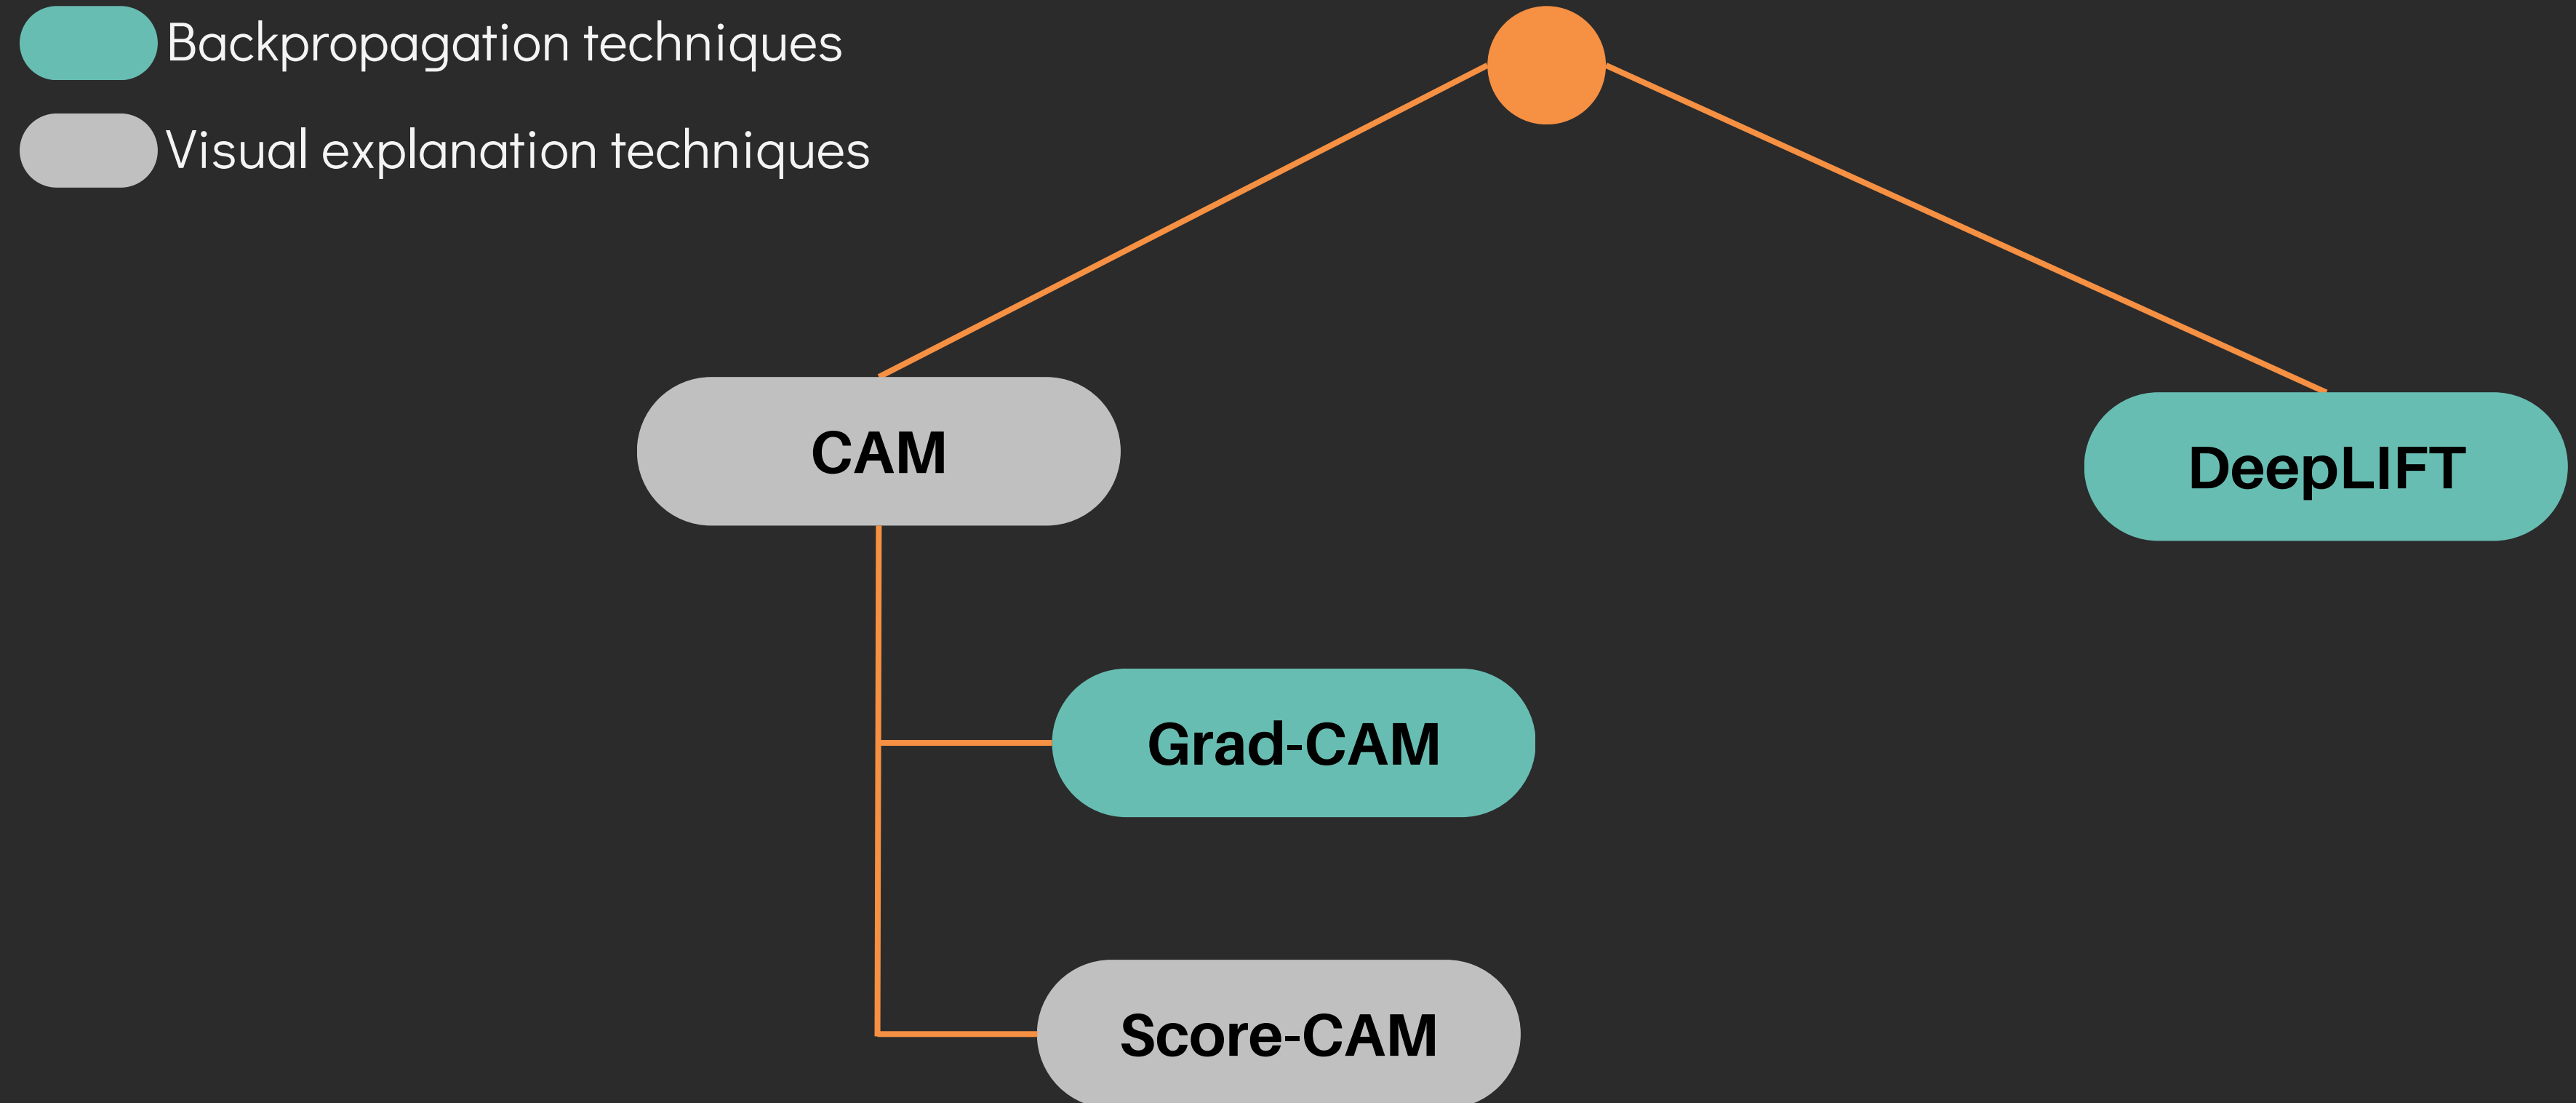 Backpropagation techniques
Visual explanation techniques
CAM
DeepLIFT
Grad-CAM
Score-CAM